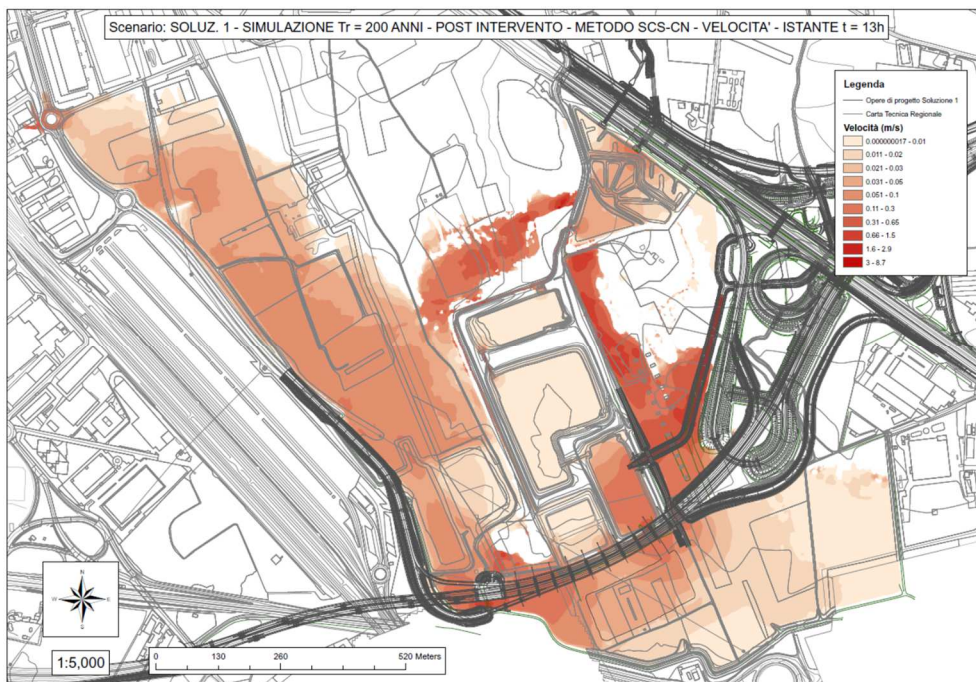 Scenario: SOLUZ. 1 - SIMULAZIONE Tr = 200 ANNI - POST INTERVENTO - METODO SCS-CN - VELOCITA' - ISTANTE t = 13h
Legenda
Opere di progetto Soluzione 1
Carta Tecnica Regionale
Velocità (m/s)
0.000000017 - 0.01
0.011 - 0.02
0.021 - 0.03
0.031 - 0.05
0.051 - 0.1
0.11 - 0.3
0.31 - 0.65
0.66 - 1.5
1.6 - 2.9
3 - 8.7
N
W E
S
1:5,000
0 130 260 520 Meters